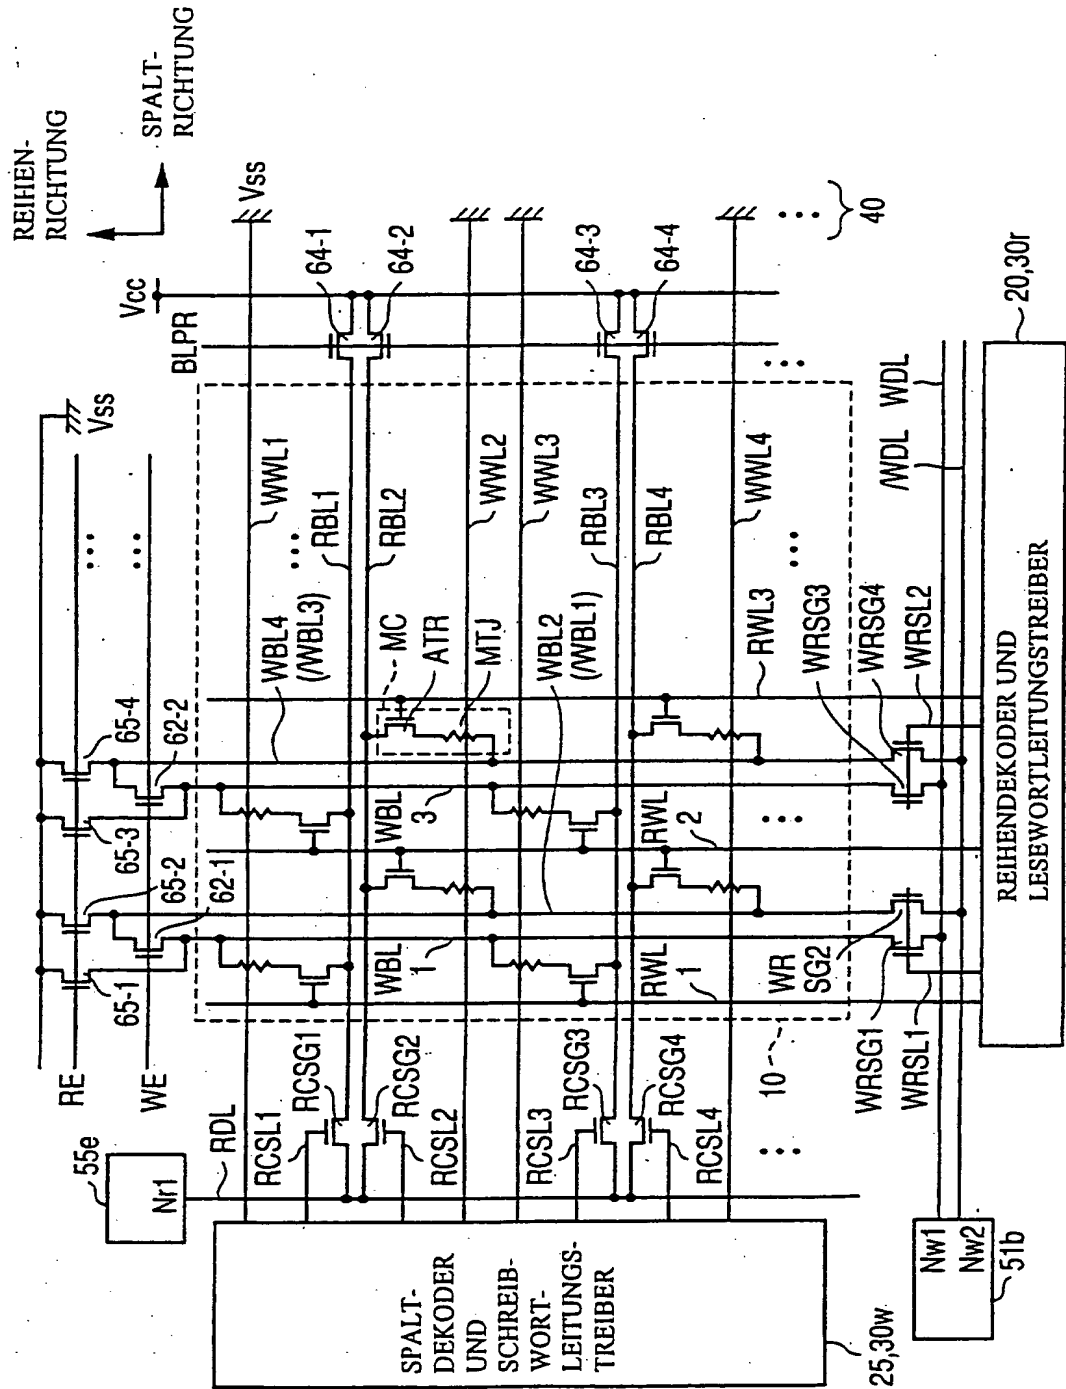 REIHEN-
RICHTUNG
SPALT-
RICHTUNG
Vcc
BLPR
Vss
64-1
64-2
64-3
64-4
40
Vss
RE
WE
65-1
65-2
65-3
65-4
62-1
62-2
WWL1
RBL1
RBL2
WWL2
WWL3
RBL3
RBL4
WWL4
WBL4
(/WBL3)
MC
ATR
MTJ
WBL2
(/WBL1)
RWL3
WRSG3
WRSG4
WRSL2
WBL
3
RWL
2
WBL
1
RWL
1
WR
SG2
WRSG1
WRSL1
10
/WDL
WDL
20,30r
REIHENDEKODER UND
LESEWORTLEITUNGSTREIBER
55e
Nr1
RDL
RCSL1
RCSG1
RCSG2
RCSL2
RCSL3
RCSG3
RCSG4
RCSL4
SPALT-
DEKODER
UND
SCHREIB-
WORT-
LEITUNGS-
TREIBER
25,30w
Nw1
Nw2
51b